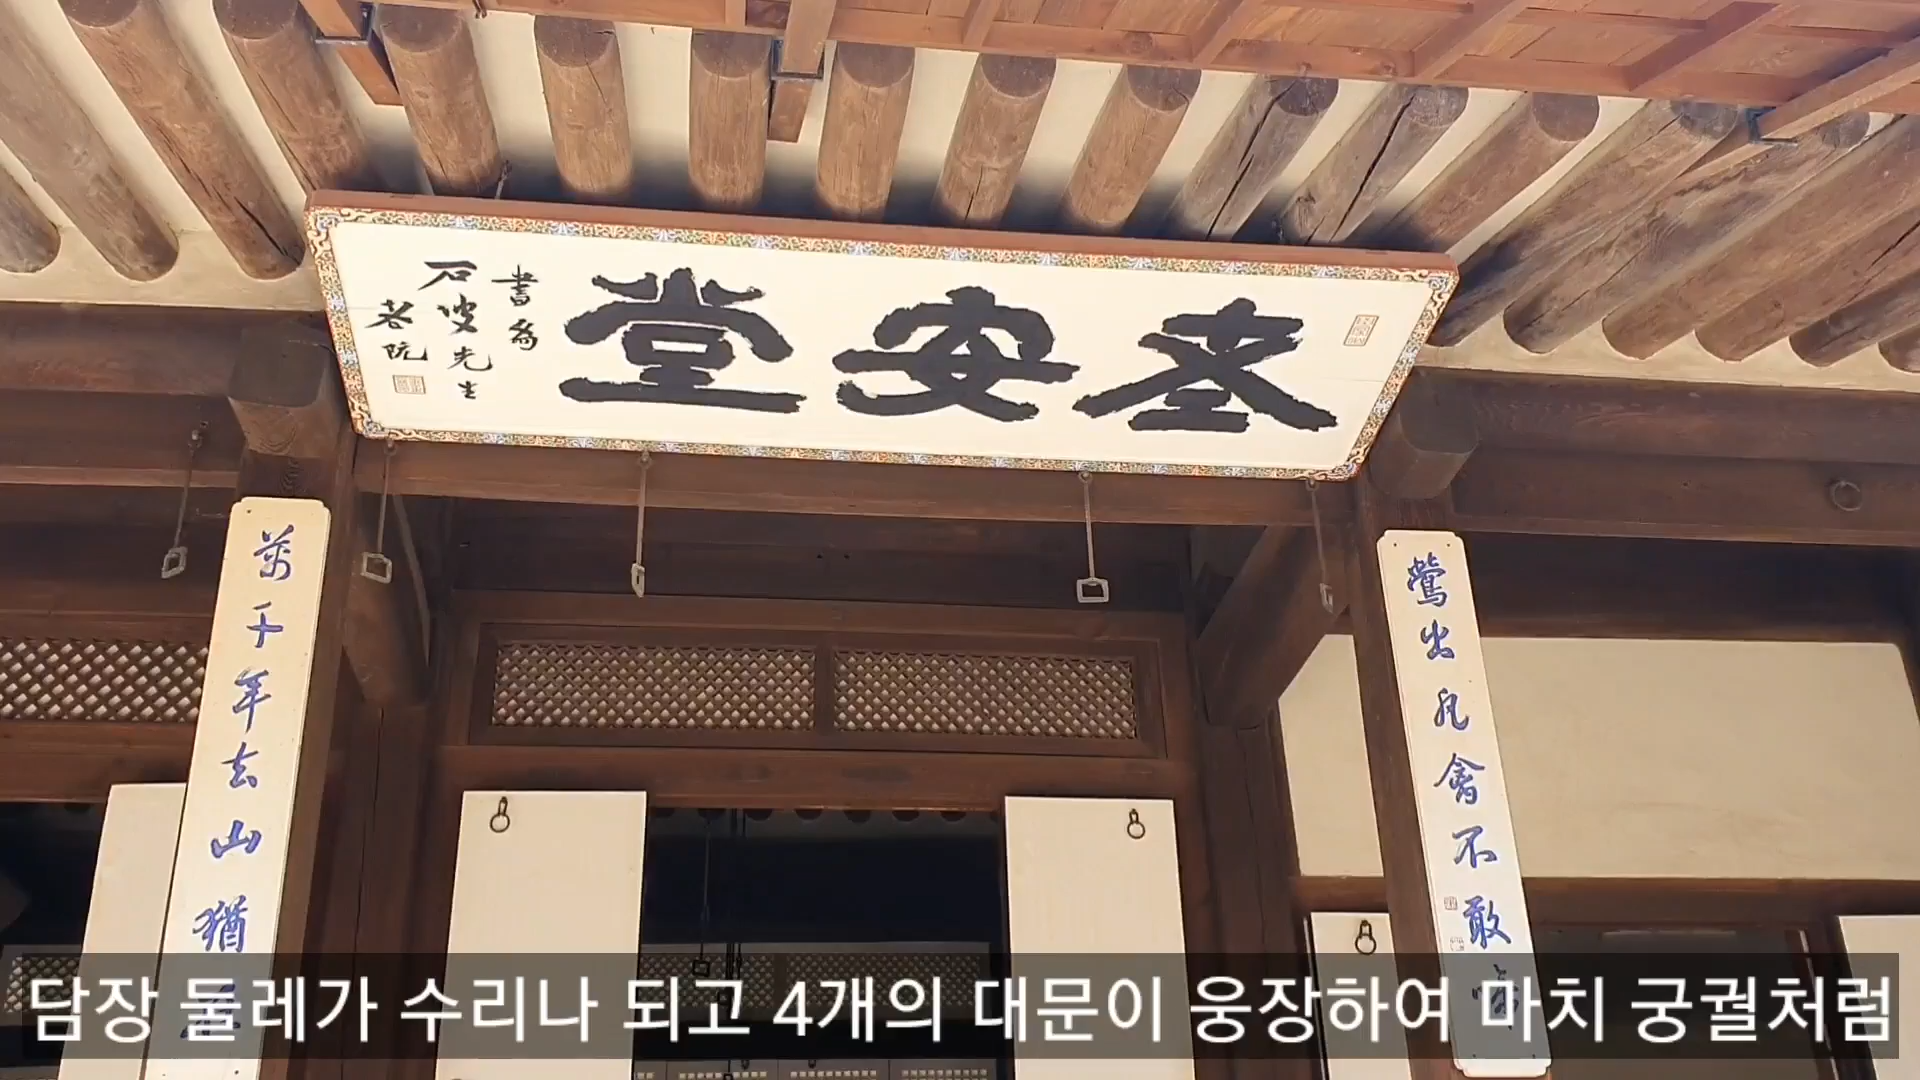 老安堂
書爲
石坡先生
老阮
鶯出凡禽不敢
萬千年去山猶
담장 둘레가 수리나 되고 4개의 대문이 웅장하여 마치 궁궐처럼